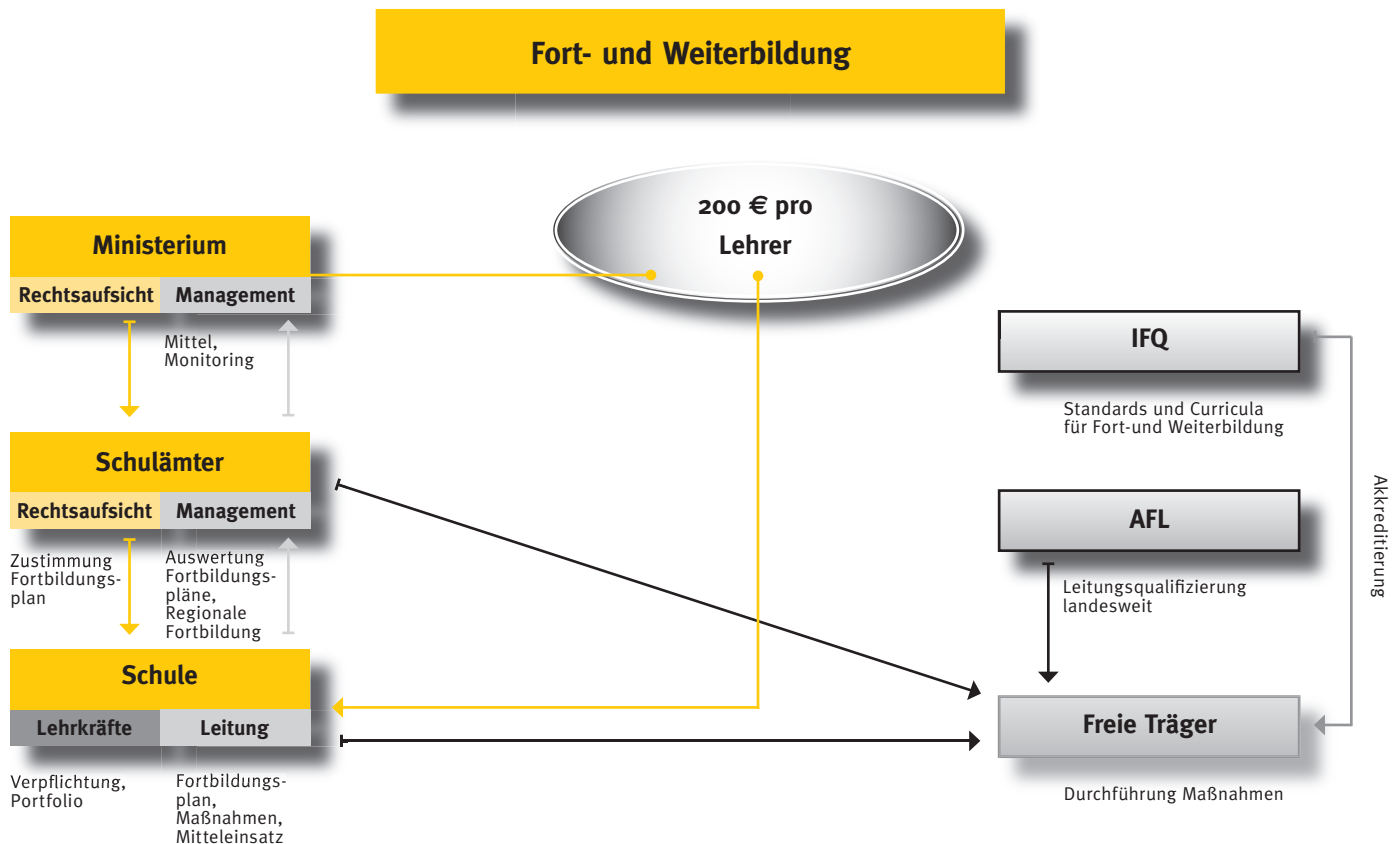 Fort- und Weiterbildung
200 € pro
Lehrer
Ministerium
Rechtsaufsicht Management
Mittel,
Monitoring
Schulämter
Rechtsaufsicht Management
Zustimmung
Fortbildungs-
plan
Auswertung
Fortbildungs-
pläne,
Regionale
Fortbildung
Schule
Lehrkräfte Leitung
Verpflichtung,
Portfolio
Fortbildungs-
plan,
Maßnahmen,
Mitteleinsatz
IFQ
Standards und Curricula
für Fort-und Weiterbildung
AFL
Leitungsqualifizierung
landesweit
Akkreditierung
Freie Träger
Durchführung Maßnahmen